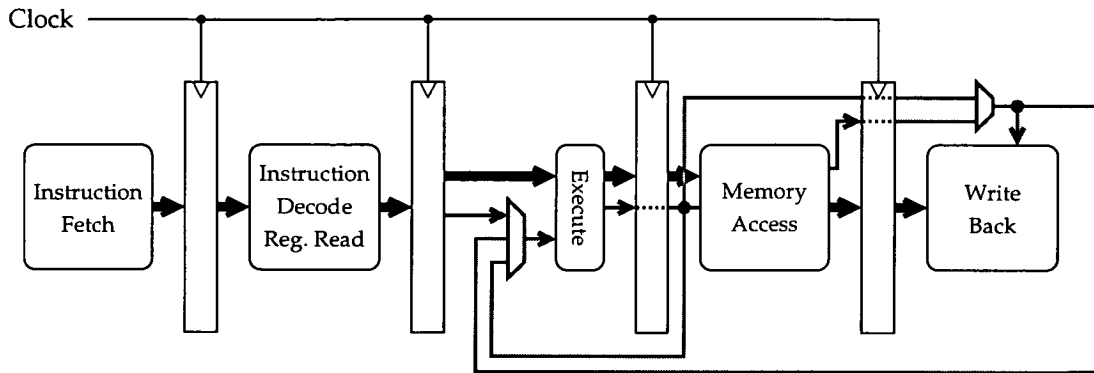 Clock
Instruction
Fetch
Instruction
Decode
Reg. Read
Execute
Memory
Access
Write
Back